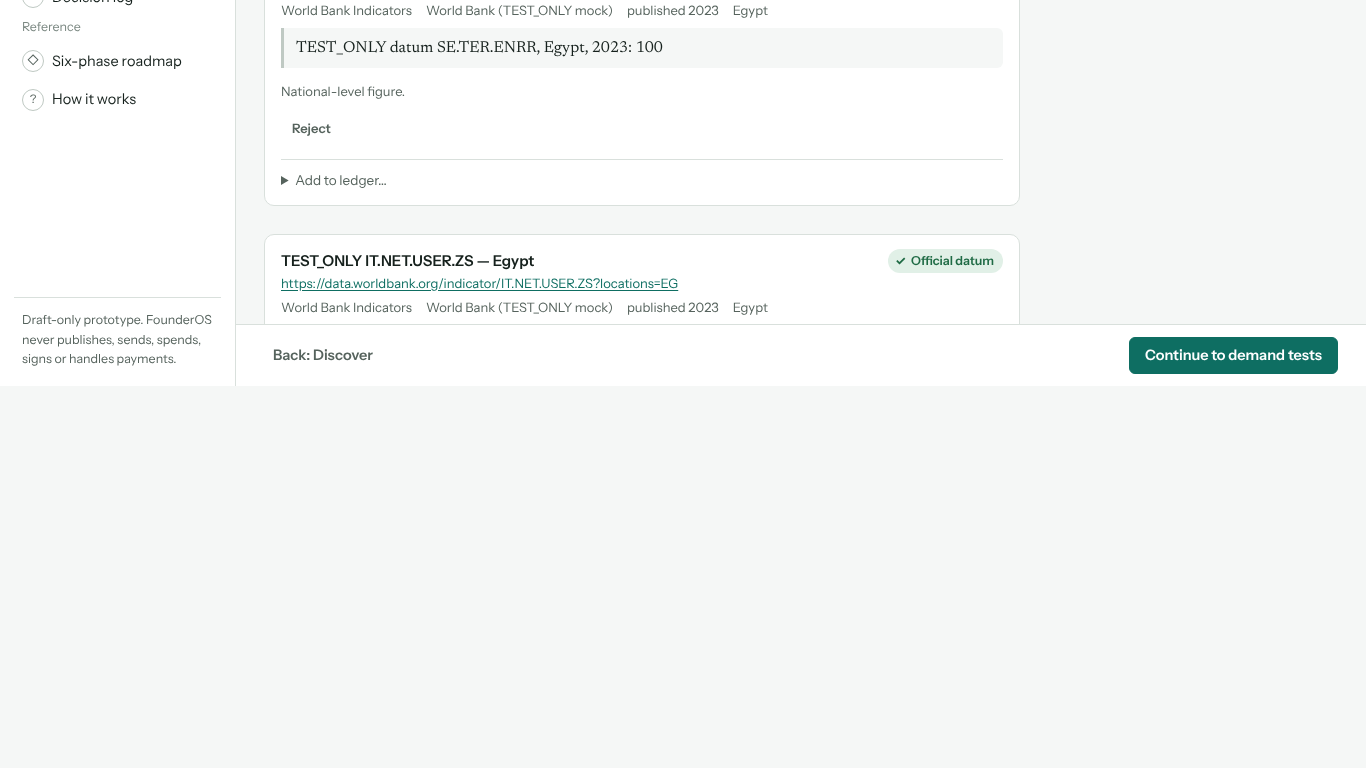 Decision log
Reference
Six-phase roadmap
? How it works
Draft-only prototype. FounderOS
never publishes, sends, spends,
signs or handles payments.
World Bank Indicators World Bank (TEST_ONLY mock) published 2023 Egypt
TEST_ONLY datum SE.TER.ENRR, Egypt, 2023: 100
National-level figure.
Reject
Add to ledger...
TEST_ONLY IT.NET.USER.ZS — Egypt
✓ Official datum
https://data.worldbank.org/indicator/IT.NET.USER.ZS?locations=EG
World Bank Indicators World Bank (TEST_ONLY mock) published 2023 Egypt
Back: Discover
Continue to demand tests